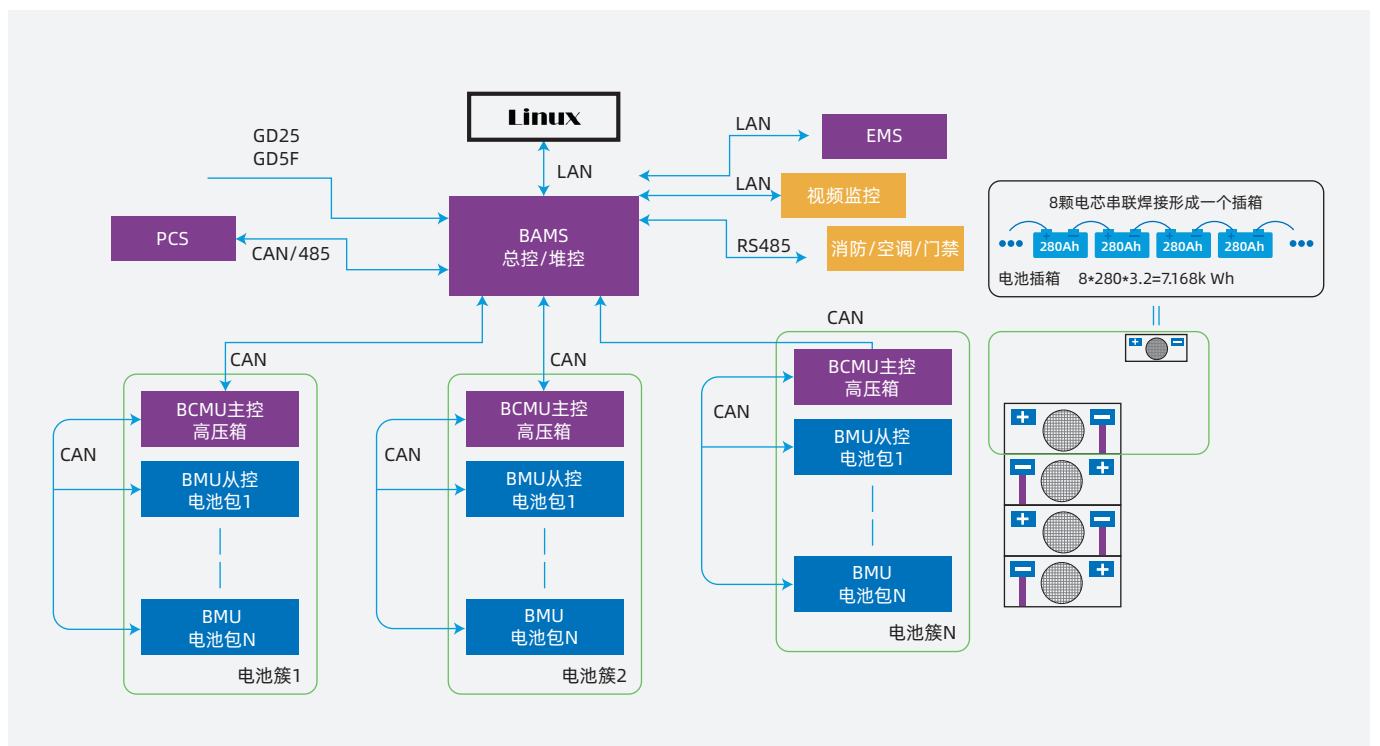 Linux
LAN
GD25
GD5F
PCS
CAN/485
BAMS
总控/堆控
LAN
EMS
LAN
视频监控
RS485
消防/空调/门禁
8颗电芯串联焊接形成一个插箱
280Ah
280Ah
280Ah
280Ah
电池插箱 8*280*3.2=7.168k Wh
CAN
BCMU主控
高压箱
CAN
BMU从控
电池包1
BMU
电池包N
电池簇1
CAN
BCMU主控
高压箱
CAN
BMU从控
电池包1
BMU
电池包N
电池簇2
CAN
BCMU主控
高压箱
CAN
BMU从控
电池包1
BMU
电池包N
电池簇N